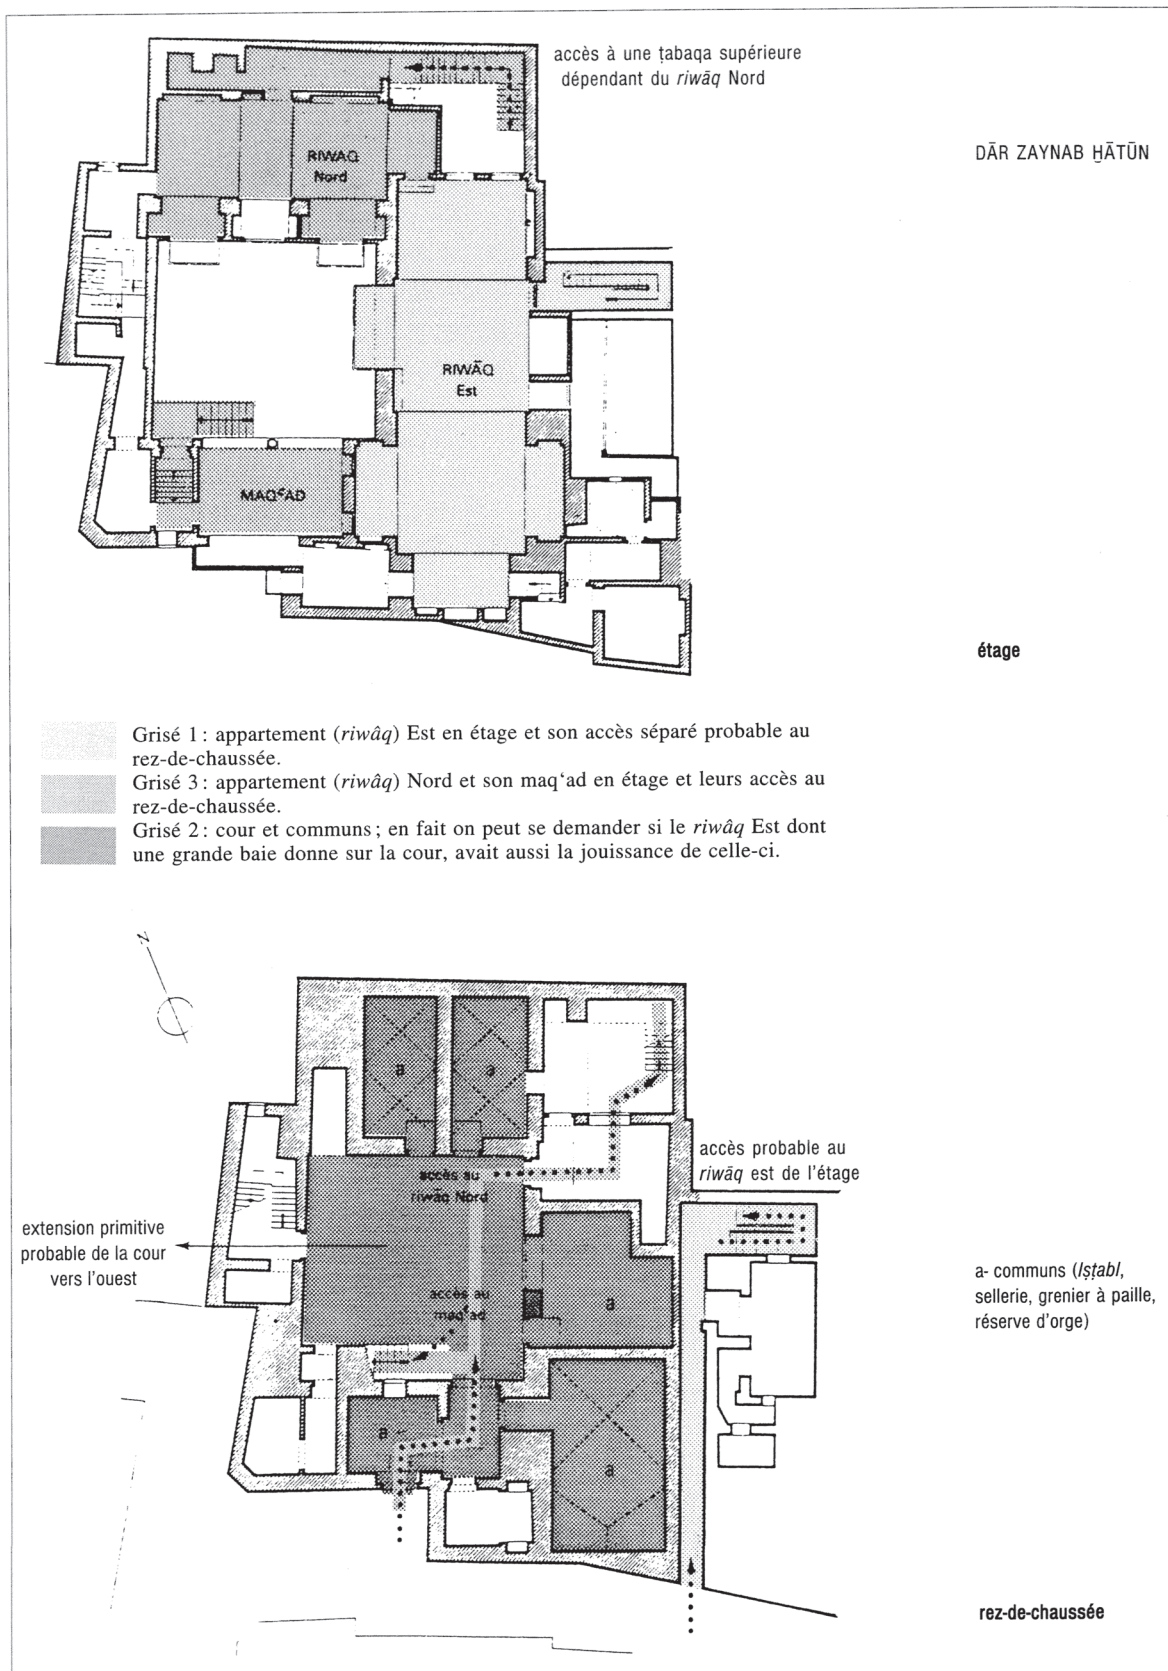 accès à une ṭabaqa supérieure
dépendant du riwāq Nord
DĀR ZAYNAB ḪĀTŪN
RIWAQ
Nord
RIWĀQ
Est
MAQʿAD
étage
Grisé 1 : appartement (riwâq) Est en étage et son accès séparé probable au
rez-de-chaussée.
Grisé 3 : appartement (riwâq) Nord et son maq‘ad en étage et leurs accès au
rez-de-chaussée.
Grisé 2 : cour et communs ; en fait on peut se demander si le riwâq Est dont
une grande baie donne sur la cour, avait aussi la jouissance de celle-ci.
N
a
a
accès probable au
riwāq est de l'étage
accès au
riwāq Nord
extension primitive
probable de la cour
vers l'ouest
accès au
maqʿad
a
a- communs (Iṣṭabl,
sellerie, grenier à paille,
réserve d'orge)
a
a
rez-de-chaussée